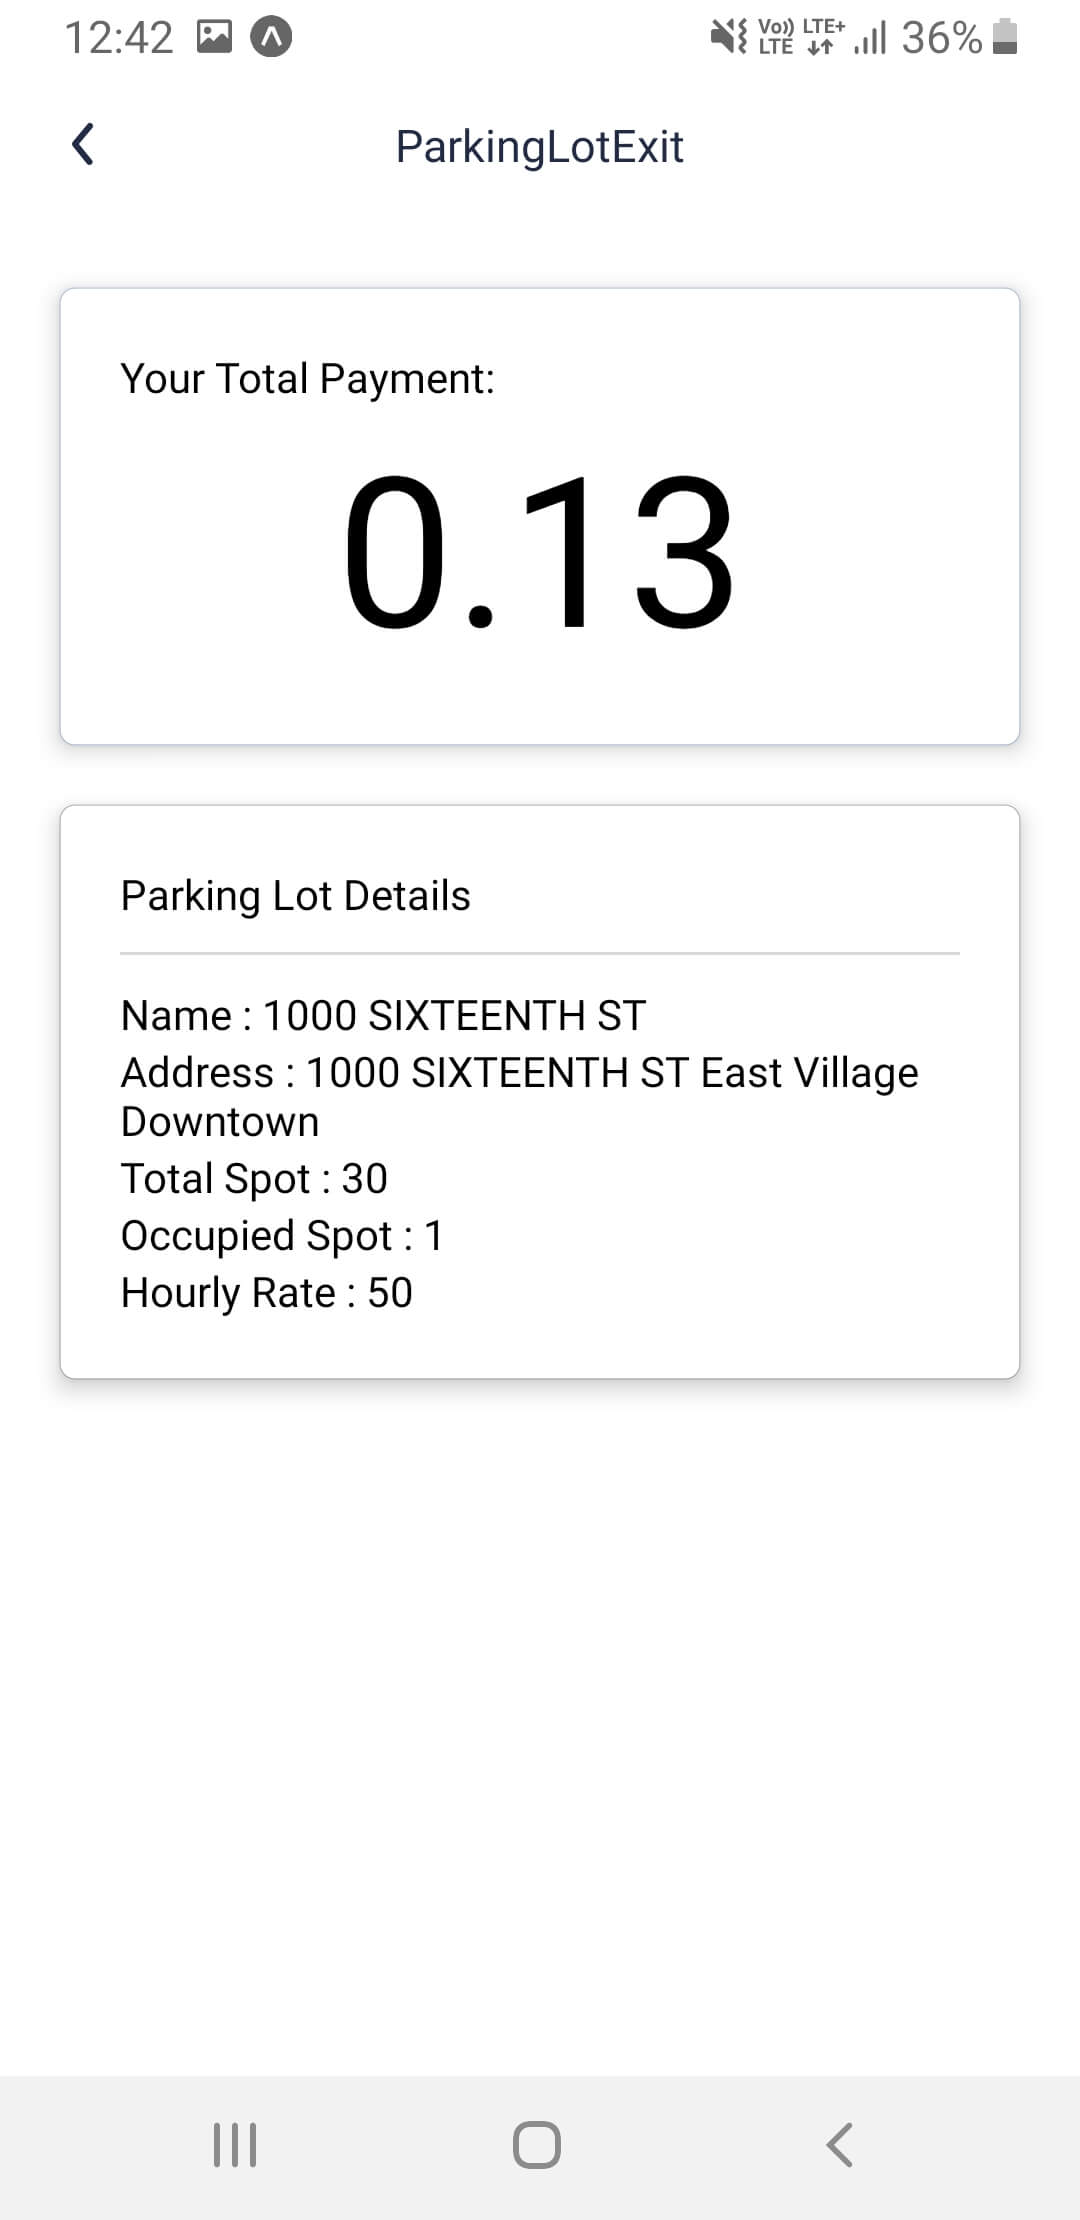 12:42
Vo)) LTE+
LTE
36%
ParkingLotExit
Your Total Payment:
0.13
Parking Lot Details
Name : 1000 SIXTEENTH ST
Address : 1000 SIXTEENTH ST East Village
Downtown
Total Spot : 30
Occupied Spot : 1
Hourly Rate : 50